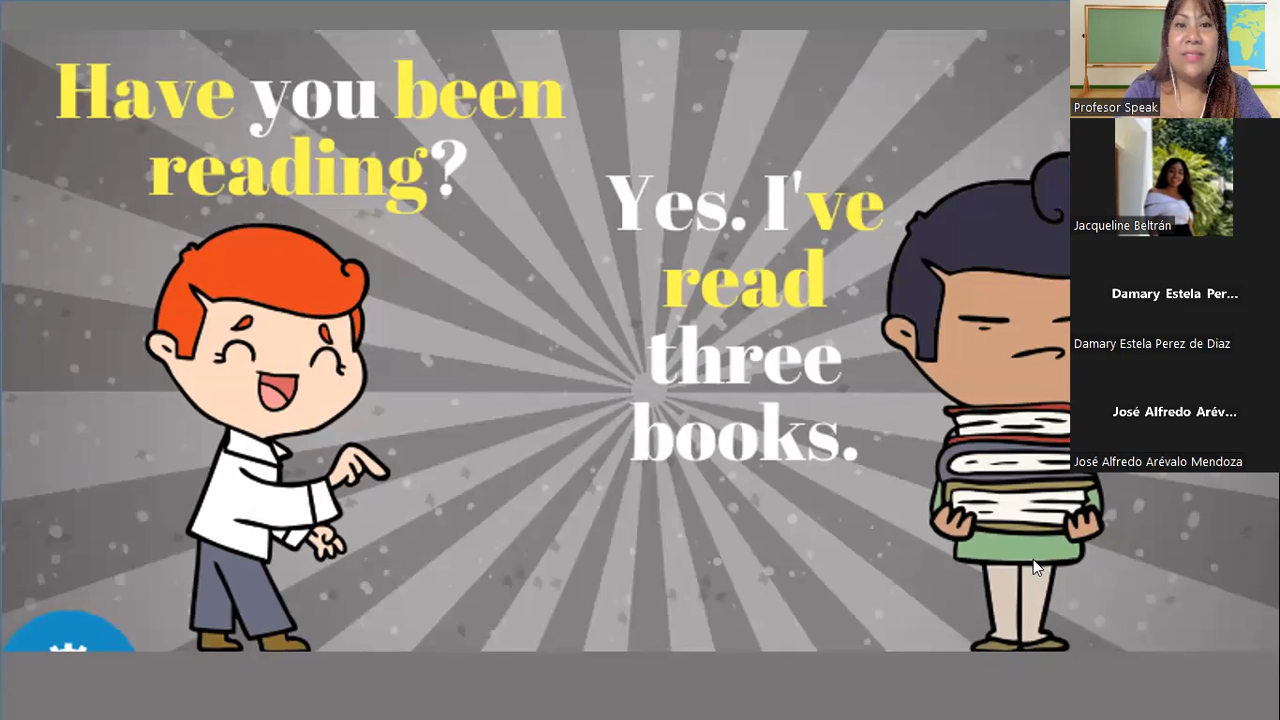 Have you been
reading?
Yes. I've
read
three
books.
Profesor Speak
Jacqueline Beltrán
Damary Estela Per...
Damary Estela Perez de Diaz
José Alfredo Arév...
José Alfredo Arévalo Mendoza